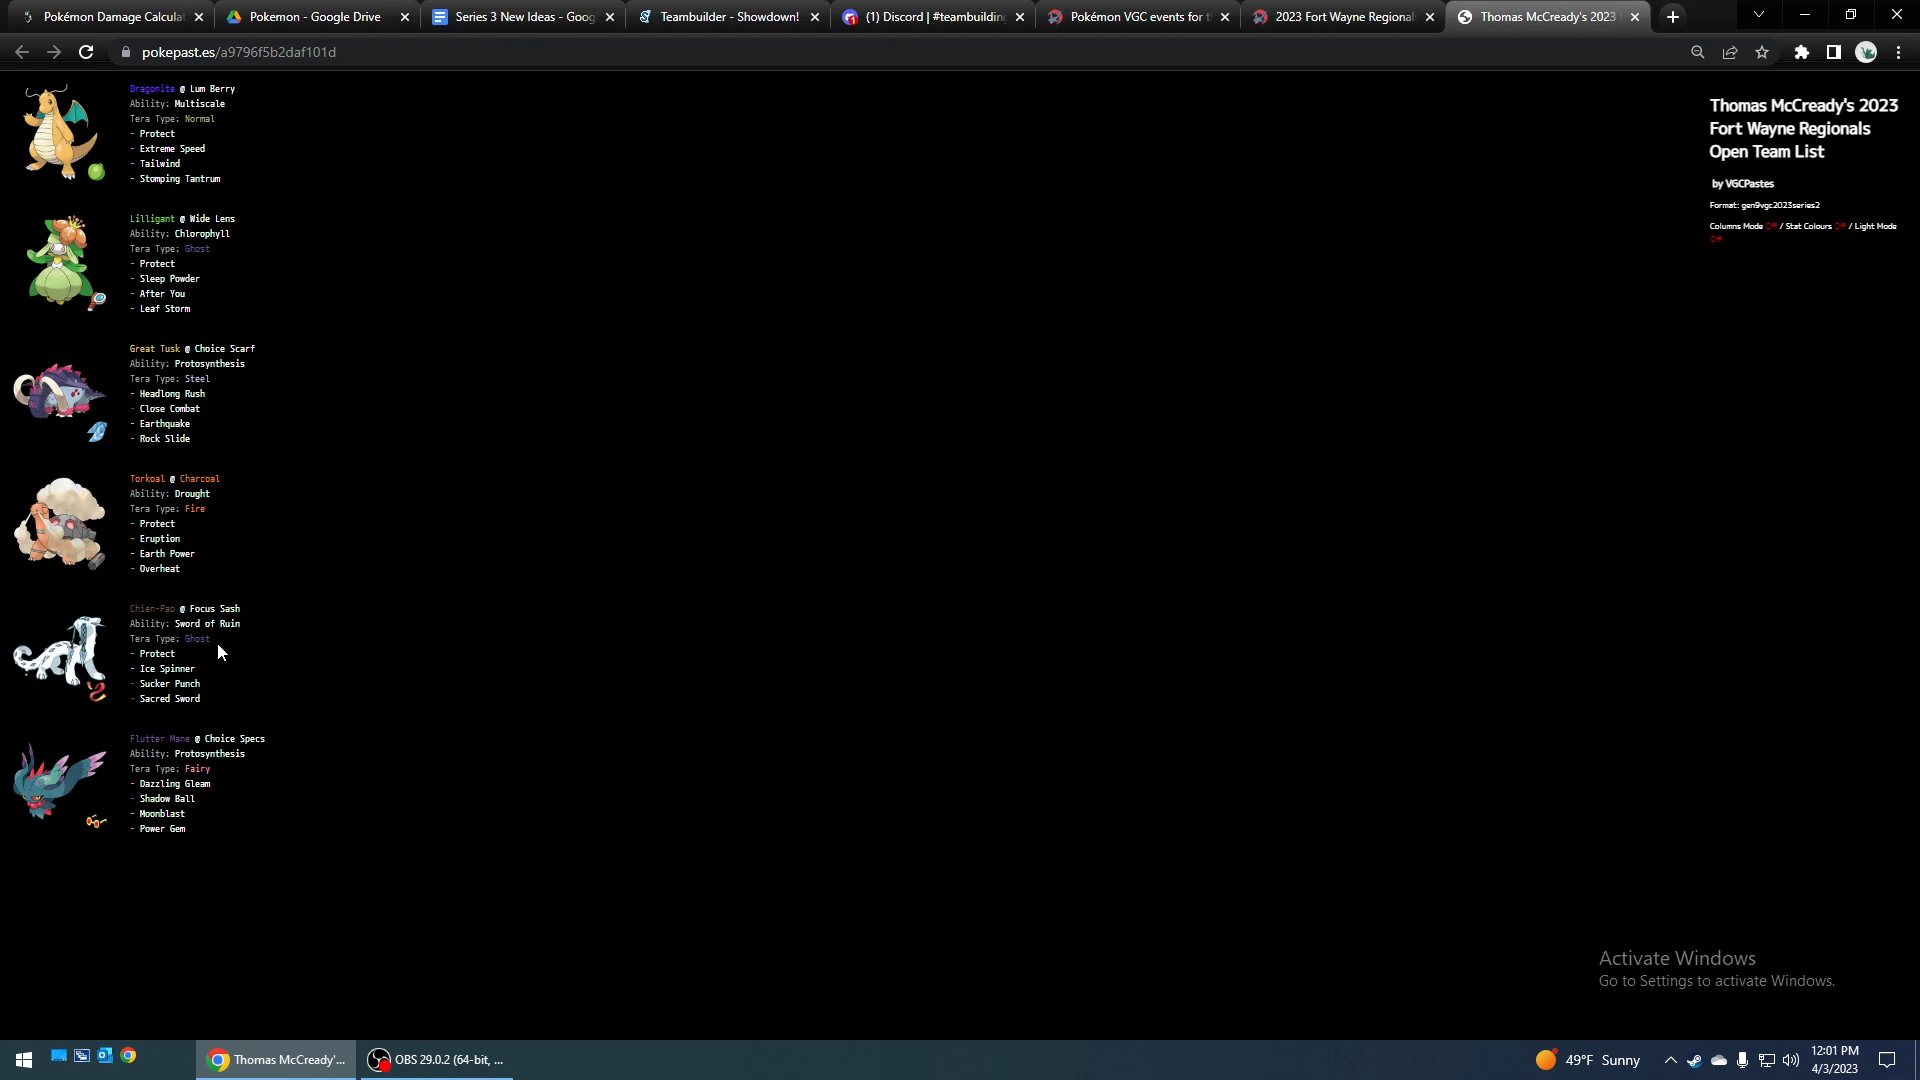 Pokémon Damage Calculat
Pokemon - Google Drive
Series 3 New Ideas - Goog
Teambuilder - Showdown!
(1) Discord | #teambuilding
Pokémon VGC events for t
2023 Fort Wayne Regional
Thomas McCready's 2023
pokepast.es/a9796f5b2daf101d
Dragonite @ Lum Berry
Ability: Multiscale
Tera Type: Normal
- Protect
- Extreme Speed
- Tailwind
- Stomping Tantrum
Lilligant @ Wide Lens
Ability: Chlorophyll
Tera Type: Ghost
- Protect
- Sleep Powder
- After You
- Leaf Storm
Great Tusk @ Choice Scarf
Ability: Protosynthesis
Tera Type: Steel
- Headlong Rush
- Close Combat
- Earthquake
- Rock Slide
Torkoal @ Charcoal
Ability: Drought
Tera Type: Fire
- Protect
- Eruption
- Earth Power
- Overheat
Chien-Pao @ Focus Sash
Ability: Sword of Ruin
Tera Type: Ghost
- Protect
- Ice Spinner
- Sucker Punch
- Sacred Sword
Flutter Mane @ Choice Specs
Ability: Protosynthesis
Tera Type: Fairy
- Dazzling Gleam
- Shadow Ball
- Moonblast
- Power Gem
Thomas McCready's 2023
Fort Wayne Regionals
Open Team List
by VGCPastes
Format: gen9vgc2023series2
Columns Mode Off / Stat Colours Off / Light Mode
Off
Activate Windows
Go to Settings to activate Windows.
Thomas McCready'...
OBS 29.0.2 (64-bit, ...
49°F Sunny
12:01 PM
4/3/2023